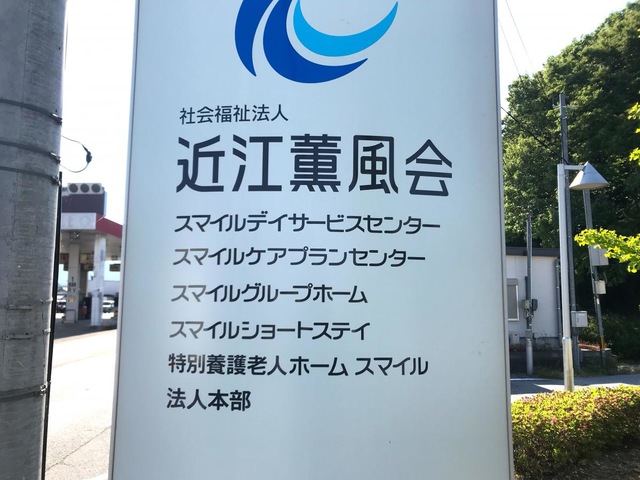 社会福祉法人
近江薫風会
スマイルデイサービスセンター
スマイルケアプランセンター
スマイルグループホーム
スマイルショートステイ
特別養護老人ホーム スマイル
法人本部